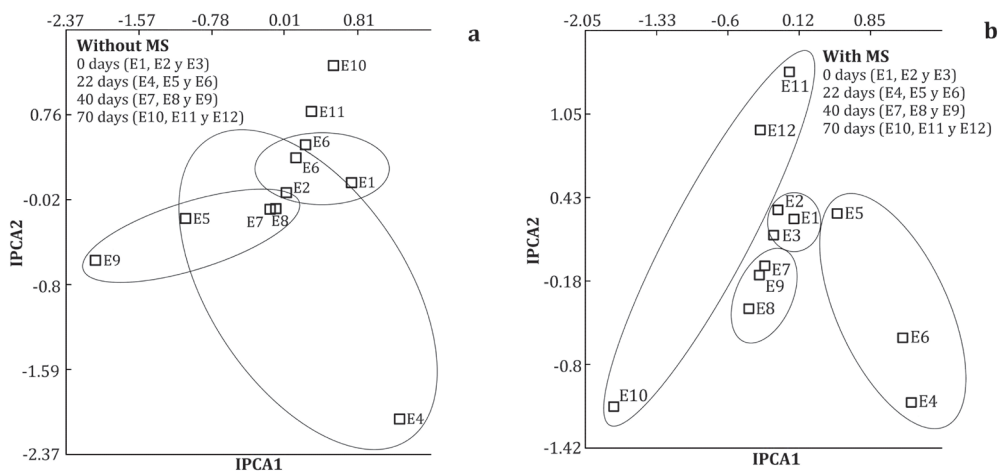 -2.37 -1.57 -0.78 0.01 0.81
a
Without MS
0 days (E1, E2 y E3)
22 days (E4, E5 y E6)
40 days (E7, E8 y E9)
70 days (E10, E11 y E12)
E10
E11
E6
E6
E1
E2
E7
E8
E5
E9
E4
0.76
-0.02
-0.8
-1.59
-2.37
IPCA2
IPCA1
-2.05 -1.33 -0.6 0.12 0.85
b
With MS
0 days (E1, E2 y E3)
22 days (E4, E5 y E6)
40 days (E7, E8 y E9)
70 days (E10, E11 y E12)
E11
E12
E2
E1
E3
E5
E7
E9
E8
E6
E10
E4
1.05
0.43
-0.18
-0.8
-1.42
IPCA2
IPCA1